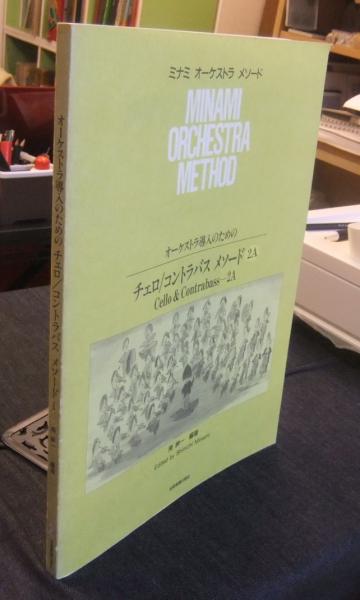 ミナミ オーケストラ メソード
MINAMI
ORCHESTRA
METHOD
オーケストラ導入のための
チェロ/コントラバス メソード 2A
Cello & Contrabass—2A
編著
Edited by Shinichi Minami
オーケストラ導入のための チェロ/コントラバス メソード